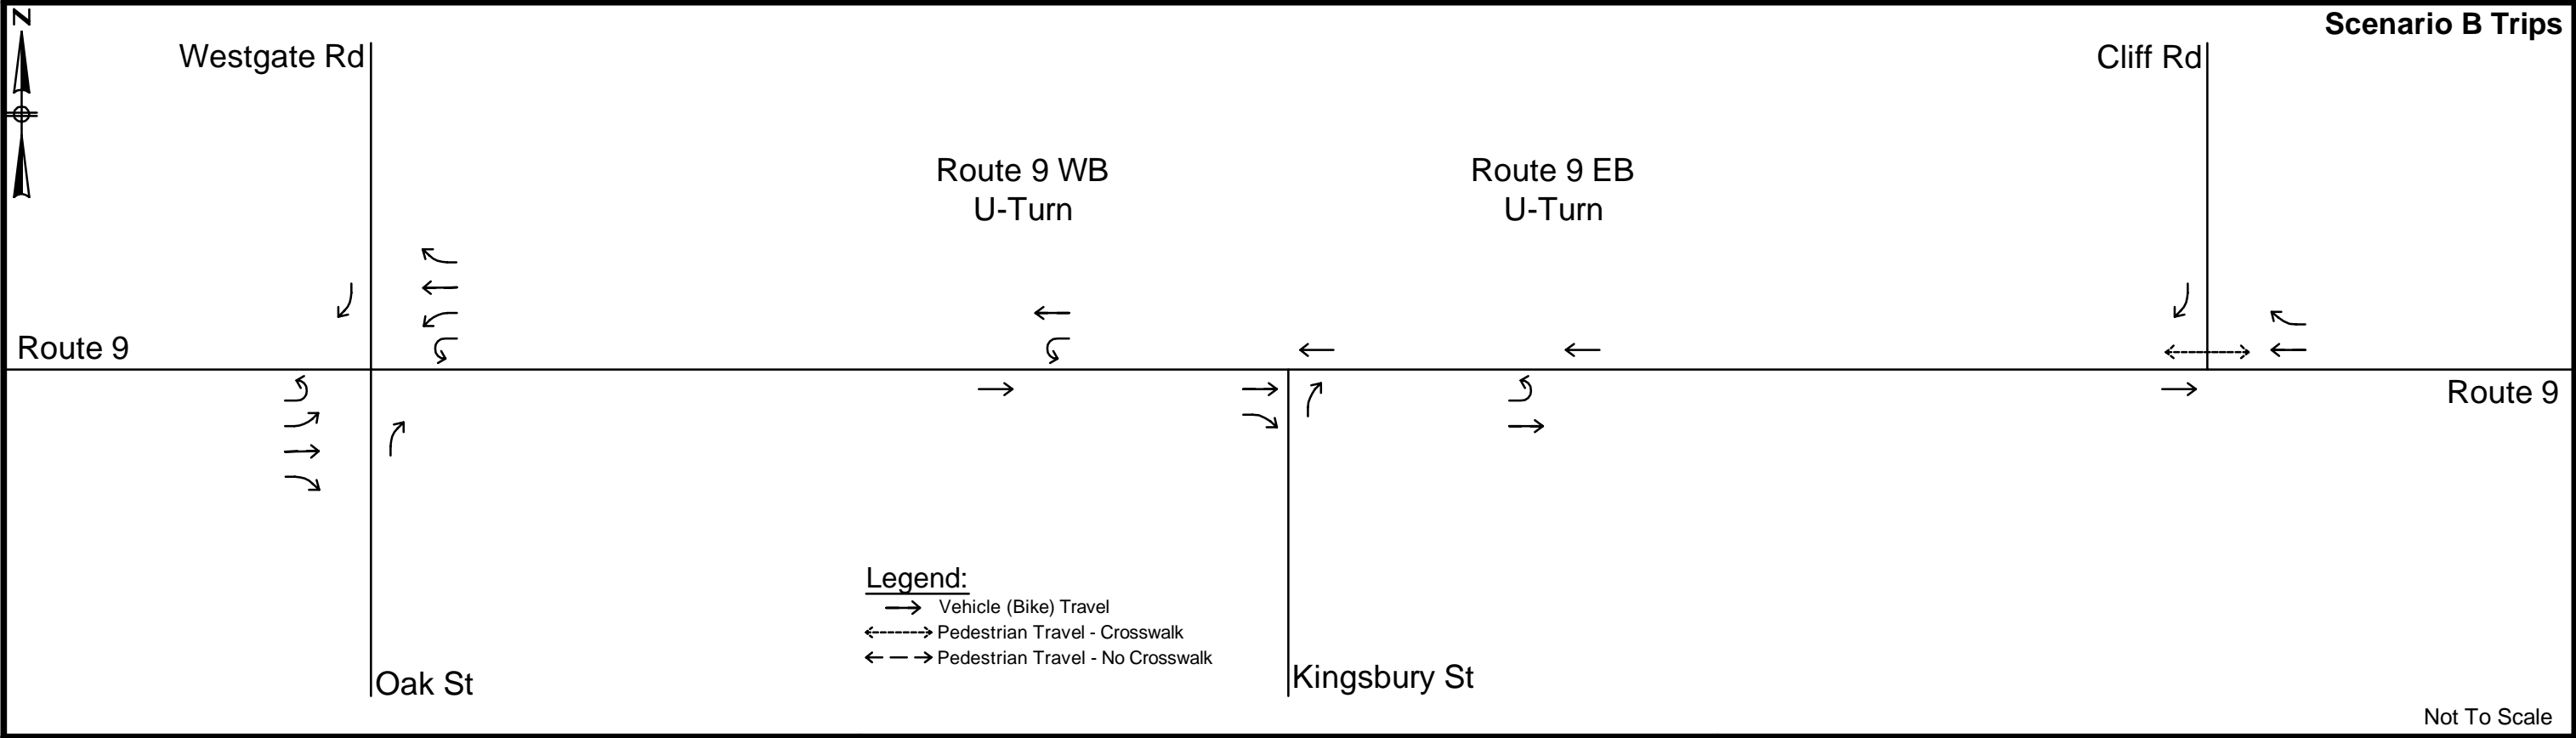 N
Scenario B Trips
Westgate Rd
Cliff Rd
Route 9 WB
U-Turn
Route 9 EB
U-Turn
Route 9
Route 9
Legend:
Vehicle (Bike) Travel
Pedestrian Travel - Crosswalk
Pedestrian Travel - No Crosswalk
Oak St
Kingsbury St
Not To Scale